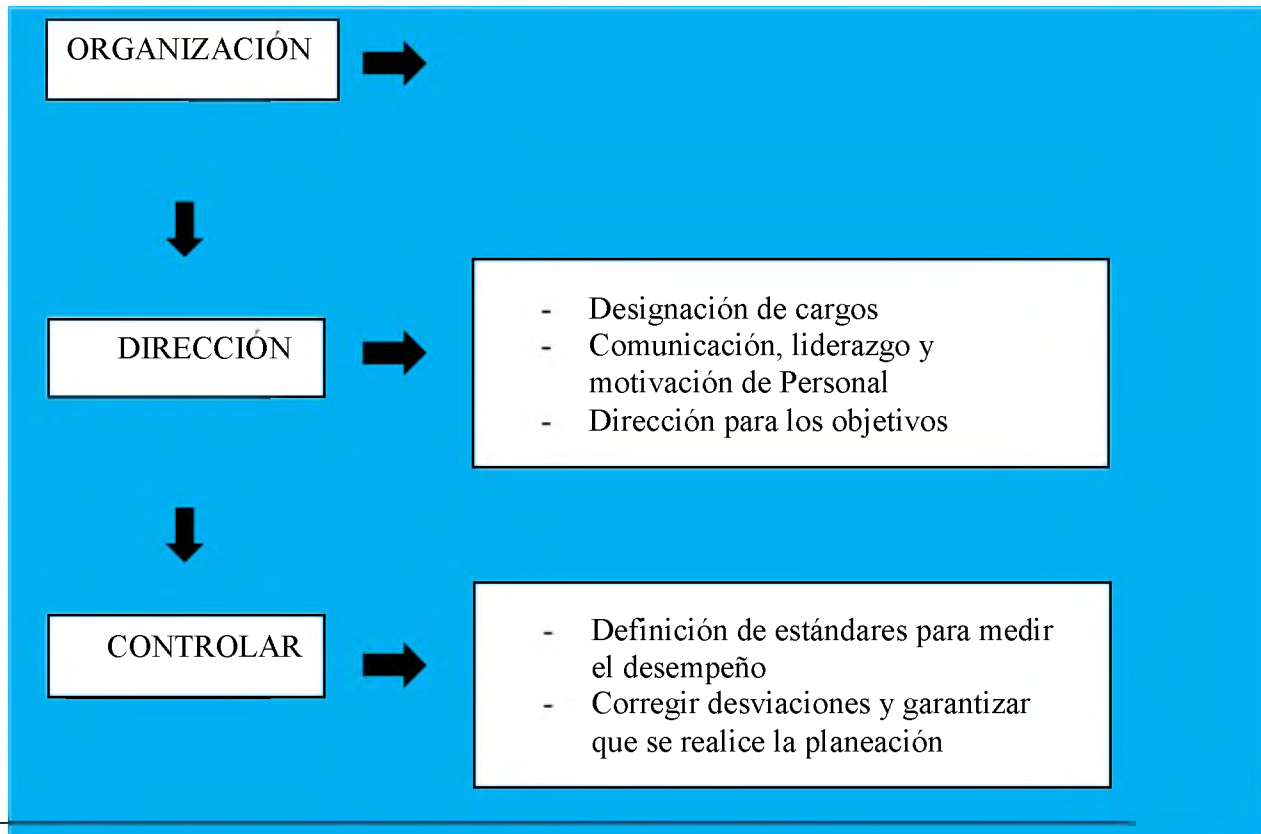 ORGANIZACIÓN
DIRECCIÓN
- Designación de cargos
- Comunicación, liderazgo y
motivación de Personal
- Dirección para los objetivos
CONTROLAR
- Definición de estándares para medir
el desempeño
- Corregir desviaciones y garantizar
que se realice la planeación